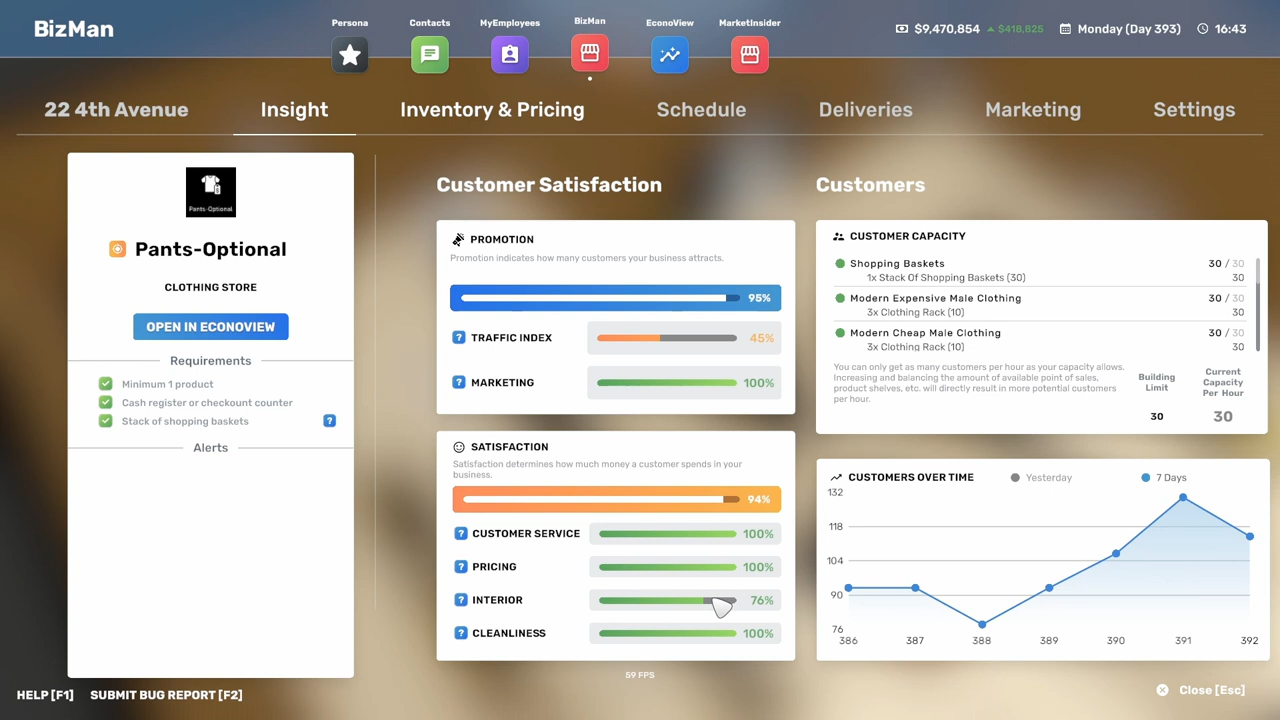 BizMan
Persona
Contacts
MyEmployees
BizMan
EconoView
MarketInsider
$9,470,854
$418,825
Monday (Day 393)
16:43
22 4th Avenue
Insight
Inventory & Pricing
Schedule
Deliveries
Marketing
Settings
Pants-Optional
Pants-Optional
CLOTHING STORE
OPEN IN ECONOVIEW
Requirements
Minimum 1 product
Cash register or checkount counter
Stack of shopping baskets
?
Alerts
Customer Satisfaction
PROMOTION
Promotion indicates how many customers your business attracts.
95%
? TRAFFIC INDEX 45%
? MARKETING 100%
SATISFACTION
Satisfaction determines how much money a customer spends in your
business.
94%
? CUSTOMER SERVICE 100%
? PRICING 100%
? INTERIOR 76%
? CLEANLINESS 100%
Customers
CUSTOMER CAPACITY
Shopping Baskets 30 / 30
1x Stack Of Shopping Baskets (30) 30
Modern Expensive Male Clothing 30 / 30
3x Clothing Rack (10) 30
Modern Cheap Male Clothing 30 / 30
3x Clothing Rack (10) 30
You can only get as many customers per hour as your capacity allows.
Increasing and balancing the amount of available point of sales,
product shelves, etc. will directly result in more potential customers
per hour.
Building
Limit
30
Current
Capacity
Per Hour
30
CUSTOMERS OVER TIME
Yesterday
7 Days
132
118
104
90
76
386 387 388 389 390 391 392
59 FPS
HELP [F1]
SUBMIT BUG REPORT [F2]
Close [Esc]